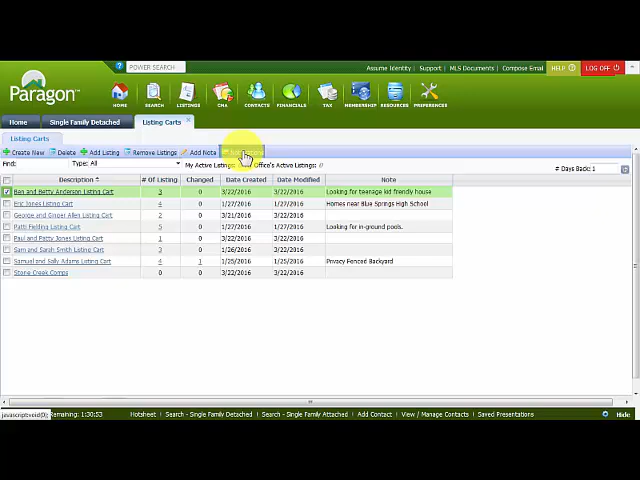 ? POWER SEARCH Assume Identity Support MLS Documents Compose Email HELP ? LOG OFF
Paragon™
HOME SEARCH LISTINGS CMA CONTACTS FINANCIALS TAX MEMBERSHIP RESOURCES PREFERENCES
Home Single Family Detached Listing Carts
Listing Carts
Create New Delete Add Listing Remove Listings Add Note
Find: Type: All My Active Listings: Office's Active Listings: # Days Back: 1
Description # Of Listing Changed Date Created Date Modified Note
Ben and Betty Anderson Listing Cart 3 0 3/22/2016 3/22/2016 Looking for teenage kid friendly house
Eric Jones Listing Cart 4 0 1/27/2016 1/27/2016 Homes near Blue Springs High School
George and Ginger Allen Listing Cart 2 0 3/21/2016 3/22/2016
Patti Fielding Listing Cart 5 0 1/27/2016 1/27/2016 Looking for in-ground pools.
Paul and Patty Jones Listing Cart 1 0 3/22/2016 3/22/2016
Sam and Sarah Smith Listing Cart 3 0 1/26/2016 3/22/2016
Samuel and Sally Adams Listing Cart 4 1 1/25/2016 1/25/2016 Privacy Fenced Backyard
Stone Creek Comps 0 0 3/22/2016 3/22/2016
javascript:void(0); Remaining: 1:30:53 Hotsheet Search - Single Family Detached Search - Single Family Attached Add Contact View / Manage Contacts Saved Presentations Hide